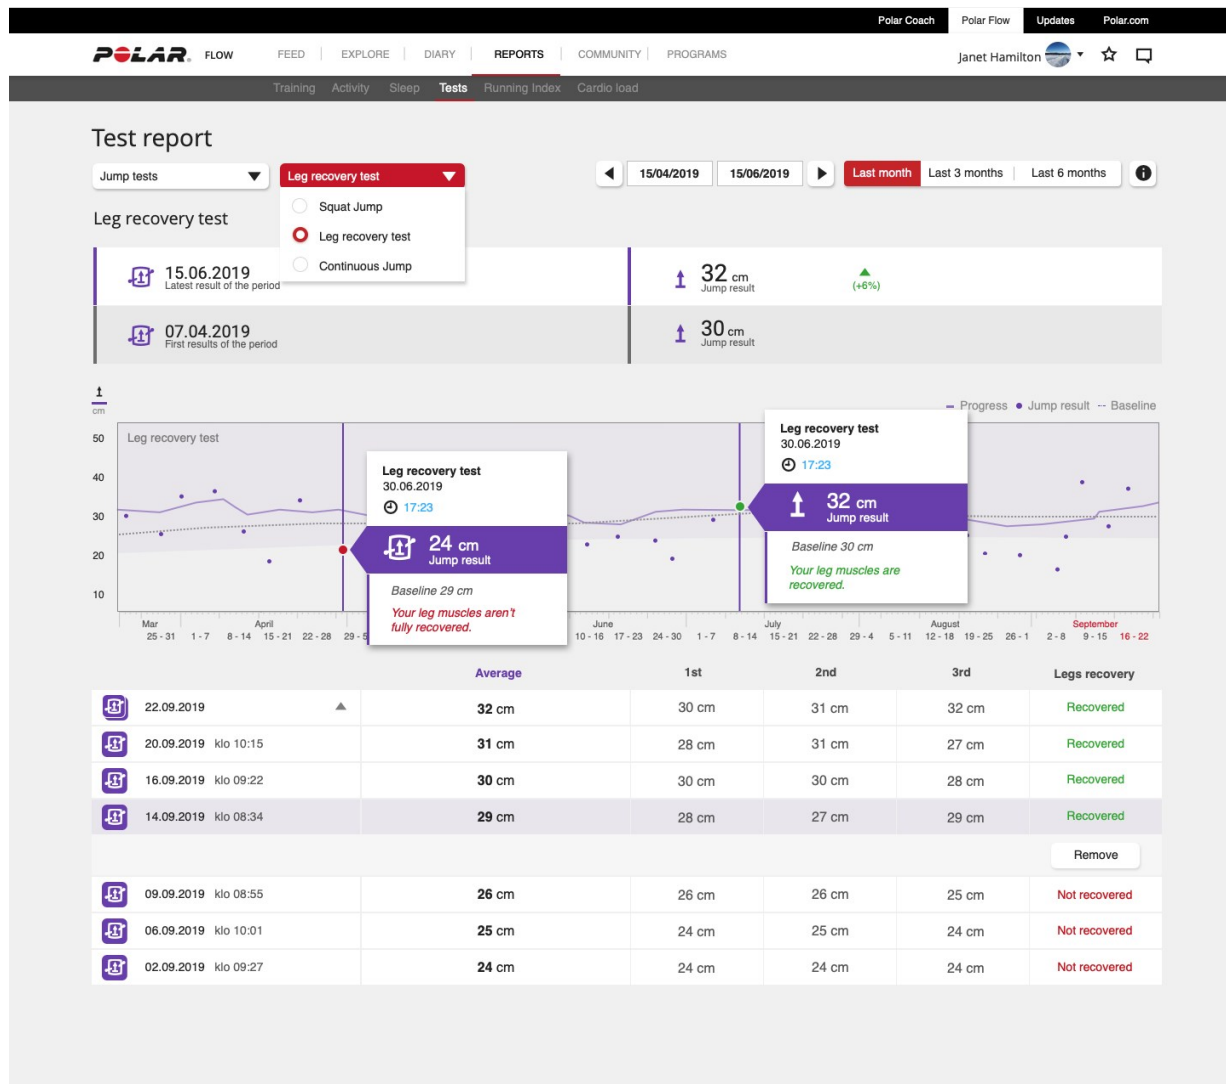 Polar Coach Polar Flow Updates Polar.com
POLAR. FLOW FEED EXPLORE DIARY REPORTS COMMUNITY PROGRAMS Janet Hamilton
Training Activity Sleep Tests Running Index Cardio load
Test report
Jump tests Leg recovery test 15/04/2019 15/06/2019 Last month Last 3 months Last 6 months
Squat Jump
Leg recovery test
Leg recovery test
Continuous Jump
15.06.2019
Latest result of the period
32 cm
Jump result
(+6%)
07.04.2019
First results of the period
30 cm
Jump result
cm
Progress Jump result Baseline
50
40
30
20
10
Leg recovery test
Leg recovery test
30.06.2019
17:23
24 cm
Jump result
Baseline 29 cm
Your leg muscles aren't
fully recovered.
Leg recovery test
30.06.2019
17:23
32 cm
Jump result
Baseline 30 cm
Your leg muscles are
recovered.
Mar April June July August September
25 - 31 1 - 7 8 - 14 15 - 21 22 - 28 29 - 5 10 - 16 17 - 23 24 - 30 1 - 7 8 - 14 15 - 21 22 - 28 29 - 4 5 - 11 12 - 18 19 - 25 26 - 1 2 - 8 9 - 15 16 - 22
Average 1st 2nd 3rd Legs recovery
22.09.2019 32 cm 30 cm 31 cm 32 cm Recovered
20.09.2019 klo 10:15 31 cm 28 cm 31 cm 27 cm Recovered
16.09.2019 klo 09:22 30 cm 30 cm 30 cm 28 cm Recovered
14.09.2019 klo 08:34 29 cm 28 cm 27 cm 29 cm Recovered
Remove
09.09.2019 klo 08:55 26 cm 26 cm 26 cm 25 cm Not recovered
06.09.2019 klo 10:01 25 cm 24 cm 25 cm 24 cm Not recovered
02.09.2019 klo 09:27 24 cm 24 cm 24 cm 24 cm Not recovered